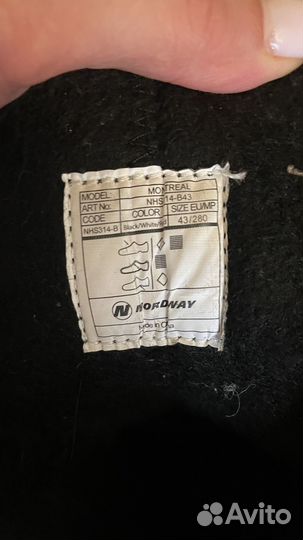 MODEL: MONTREAL
ART No: NHS314-B43
CODE COLOR SIZE EU/MP
NHS314-B Black/White/Red 43/280
NORDWAY
Made in China
Avito